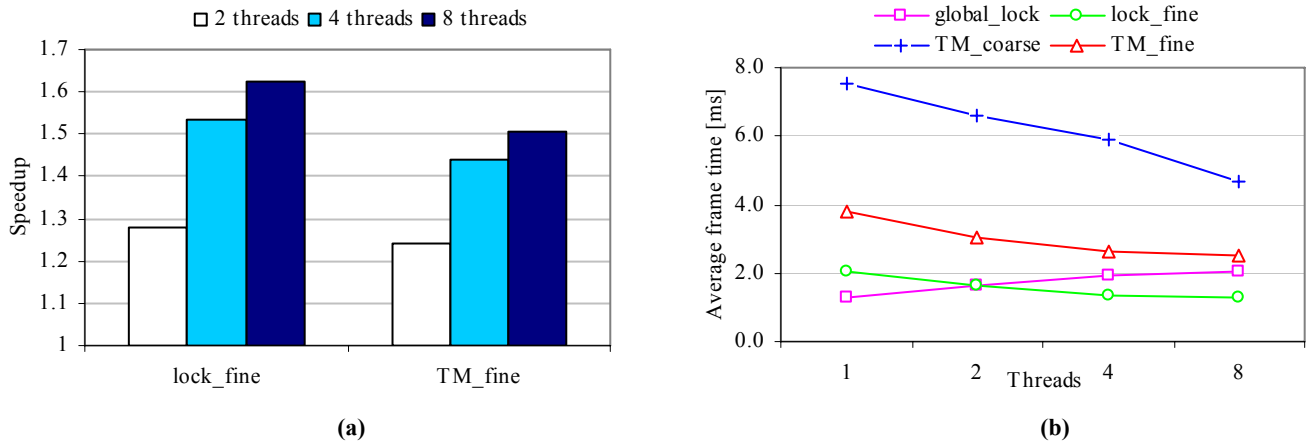 2 threads 4 threads 8 threads
Speedup
1.7
1.6
1.5
1.4
1.3
1.2
1.1
1
lock_fine TM_fine
(a)
global_lock lock_fine
TM_coarse TM_fine
Average frame time [ms]
8.0
6.0
4.0
2.0
0.0
1 2 4 8
Threads
(b)